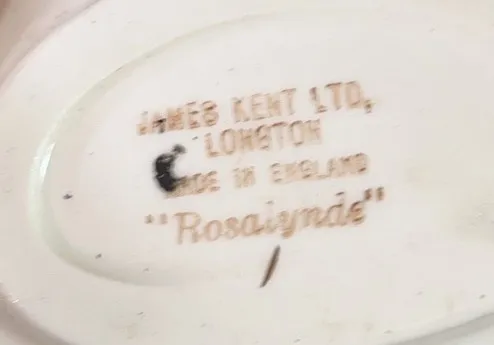 JAMES KENT LTD.
LONGTON
MADE IN ENGLAND
"Rosalynde"